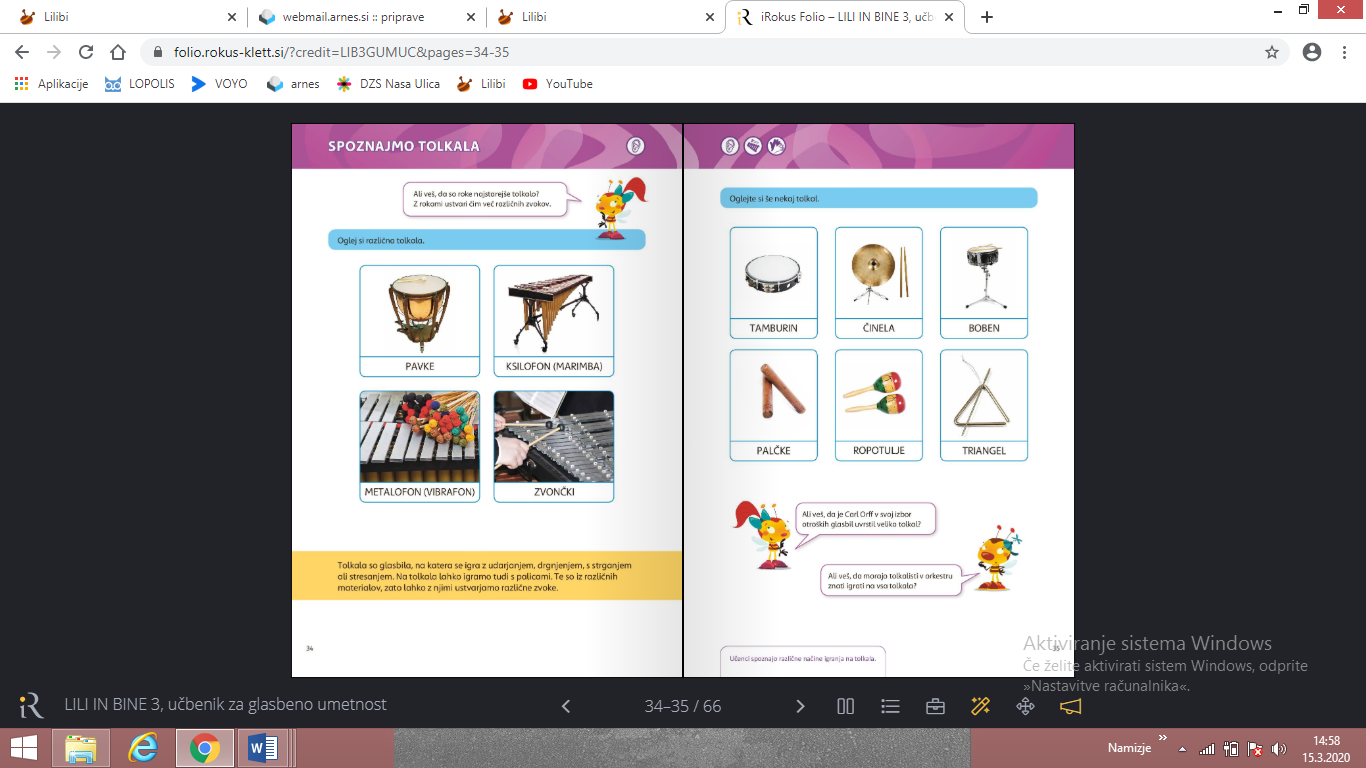 Lilibi
webmail.arnes.si :: priprave
Lilibi
iRokus Folio – LILI IN BINE 3, učb
folio.rokus-klett.si/?credit=LIB3GUMUC&pages=34-35
Aplikacije
LOPOLIS
VOYO
arnes
DZS Nasa Ulica
Lilibi
YouTube
SPOZNAJMO TOLKALA
Ali veš, da so roke najstarejše tolkalo?
Z rokami ustvari čim več različnih zvokov.
Oglej si različna tolkala.
PAVKE
KSILOFON (MARIMBA)
METALOFON (VIBRAFON)
ZVONČKI
Tolkala so glasbila, na katera se igra z udarjanjem, drgnjenjem, s strganjem
ali stresanjem. Na tolkala lahko igramo tudi s palicami. Te so iz različnih
materialov, zato lahko z njimi ustvarjamo različne zvoke.
34
Oglejte si še nekaj tolkal.
TAMBURIN
ČINELA
BOBEN
PALČKE
ROPOTULJE
TRIANGEL
Ali veš, da je Carl Orff v svoj izbor
otroških glasbil uvrstil veliko tolkal?
Ali veš, da morajo tolkalisti v orkestru
znati igrati na vsa tolkala?
Učenci spoznajo različne načine igranja na tolkala.
35
Aktiviranje sistema Windows
Če želite aktivirati sistem Windows, odprite
»Nastavitve računalnika«.
LILI IN BINE 3, učbenik za glasbeno umetnost
34–35 / 66
Namizje
14:58
15.3.2020